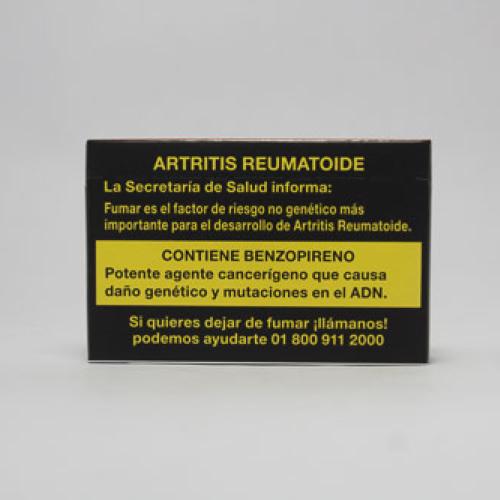 ARTRITIS REUMATOIDE
La Secretaría de Salud informa:
Fumar es el factor de riesgo no genético más
importante para el desarrollo de Artritis Reumatoide.
CONTIENE BENZOPIRENO
Potente agente cancerígeno que causa
daño genético y mutaciones en el ADN.
Si quieres dejar de fumar ¡llámanos!
podemos ayudarte 01 800 911 2000